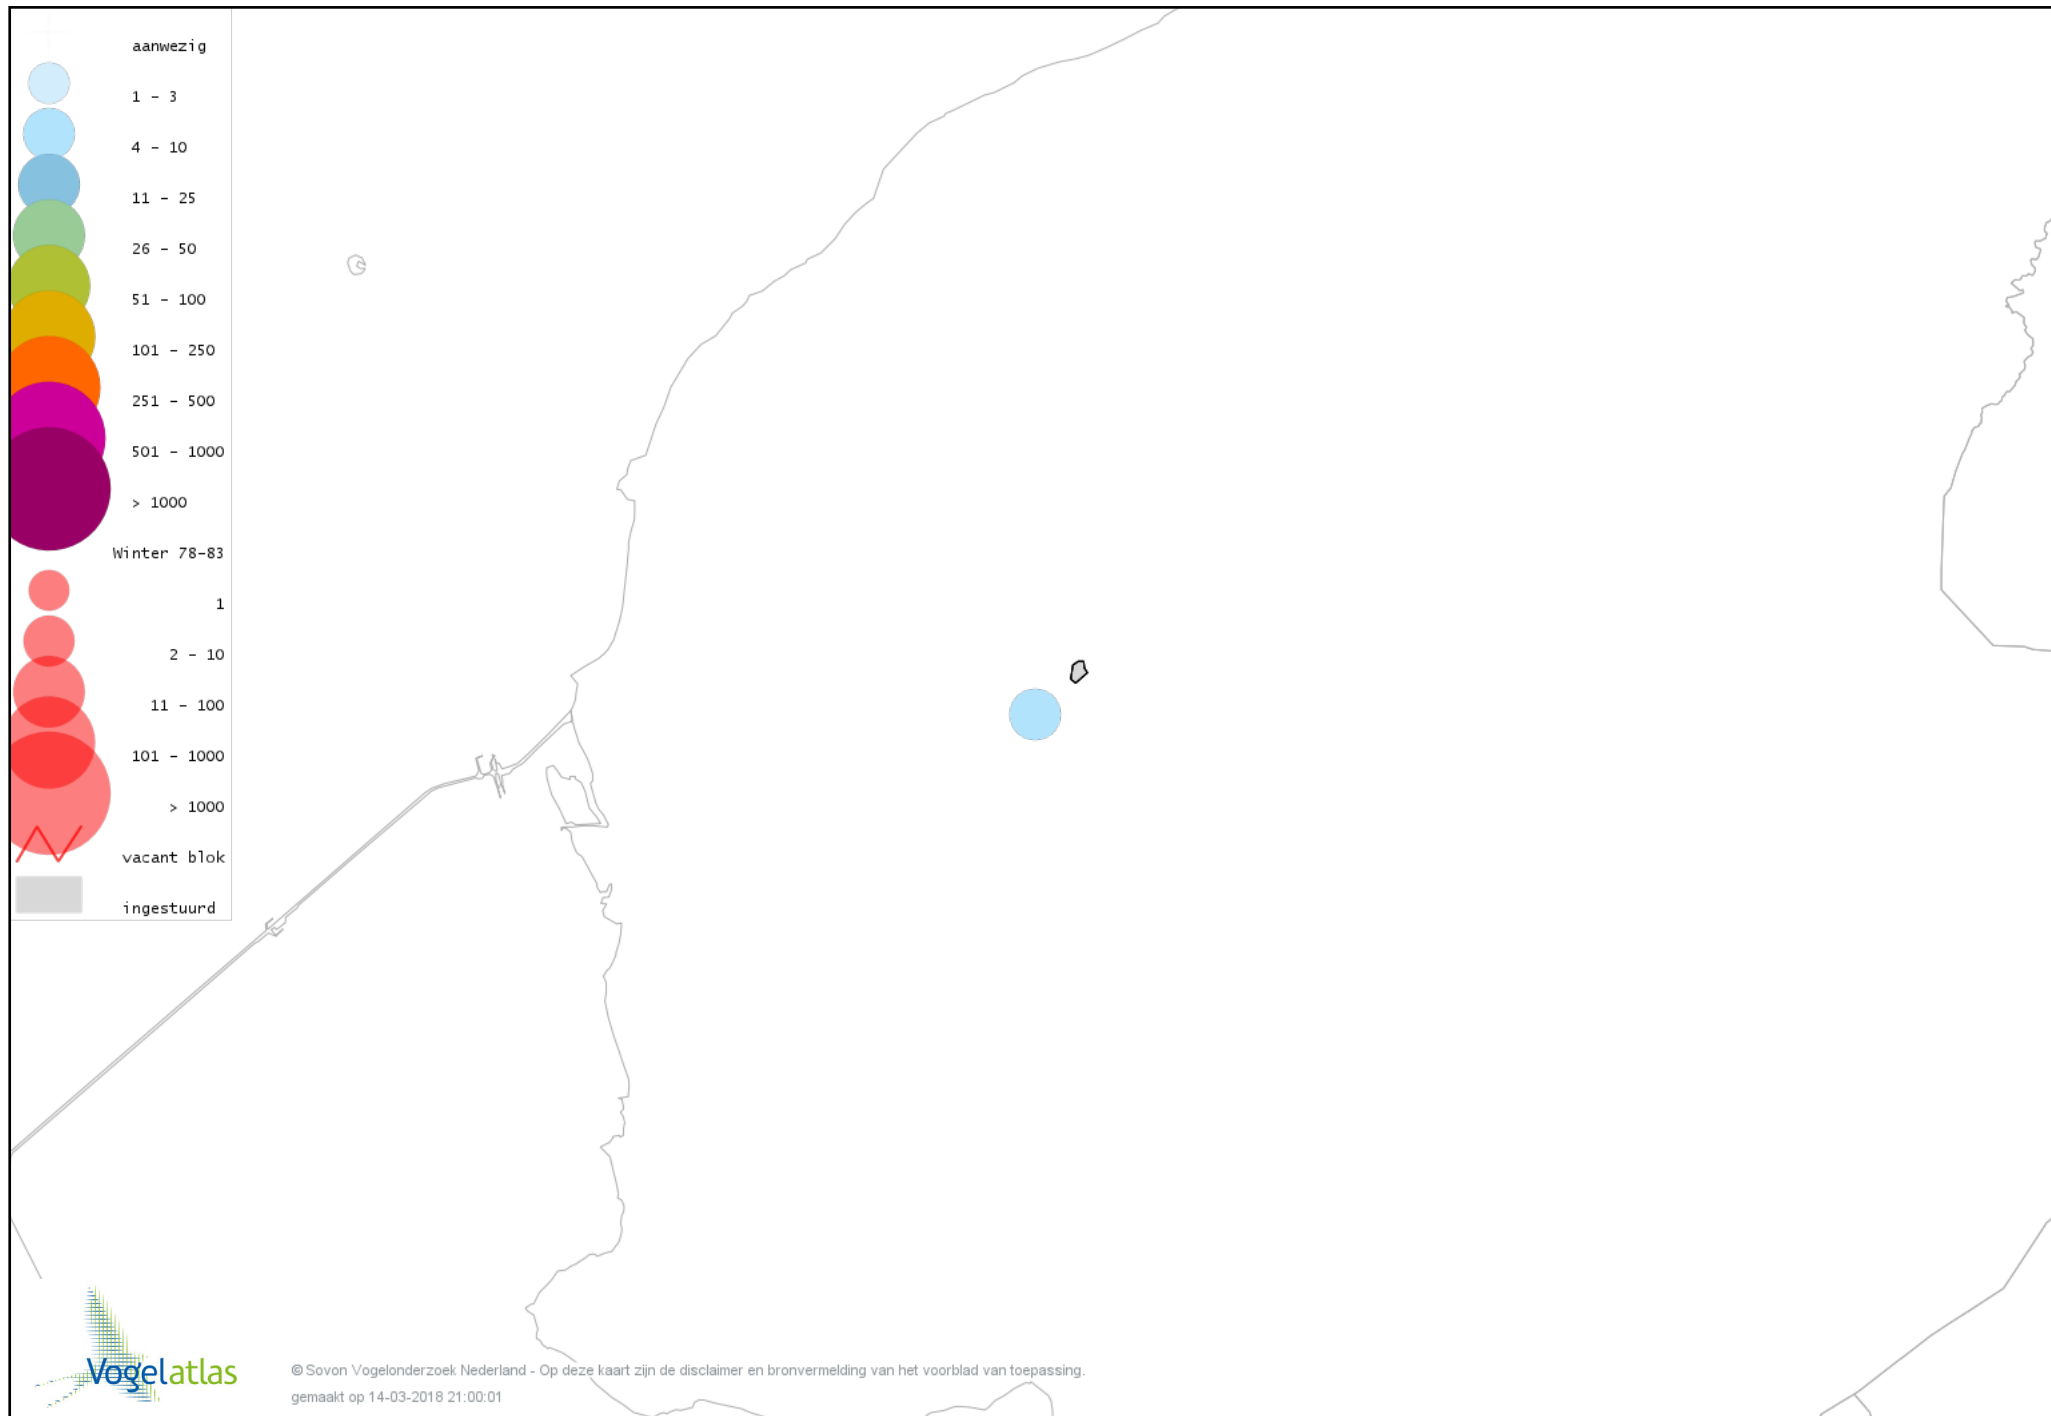 aanwezig
1 - 3
4 - 10
11 - 25
26 - 50
51 - 100
101 - 250
251 - 500
501 - 1000
> 1000
Winter 78-83
1
2 - 10
11 - 100
101 - 1000
> 1000
vacant blok
ingestuurd
Vogelatlas
© Sovon Vogelonderzoek Nederland - Op deze kaart zijn de disclaimer en bronvermelding van het voorblad van toepassing.
gemaakt op 14-03-2018 21:00:01